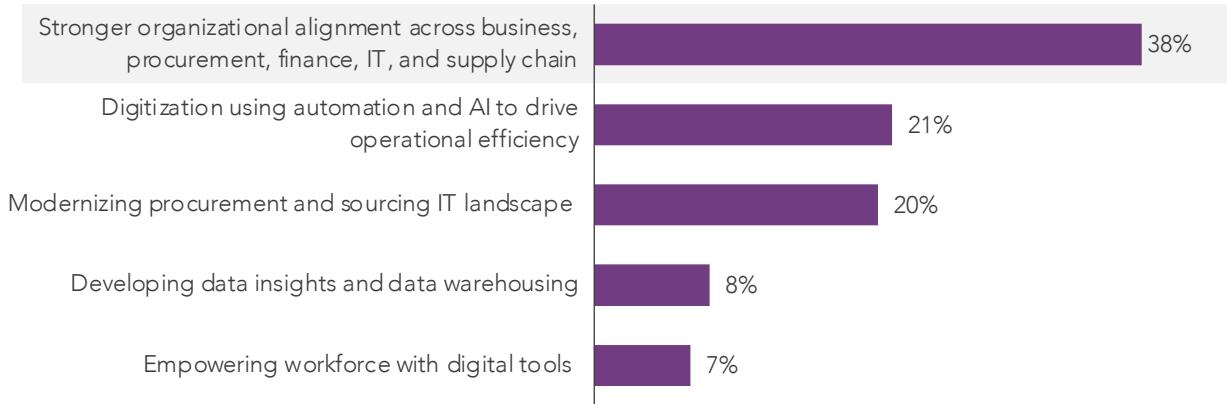 Stronger organizational alignment across business,
procurement, finance, IT, and supply chain
38%
Digitization using automation and AI to drive
operational efficiency
21%
Modernizing procurement and sourcing IT landscape
20%
Developing data insights and data warehousing
8%
Empowering workforce with digital tools
7%